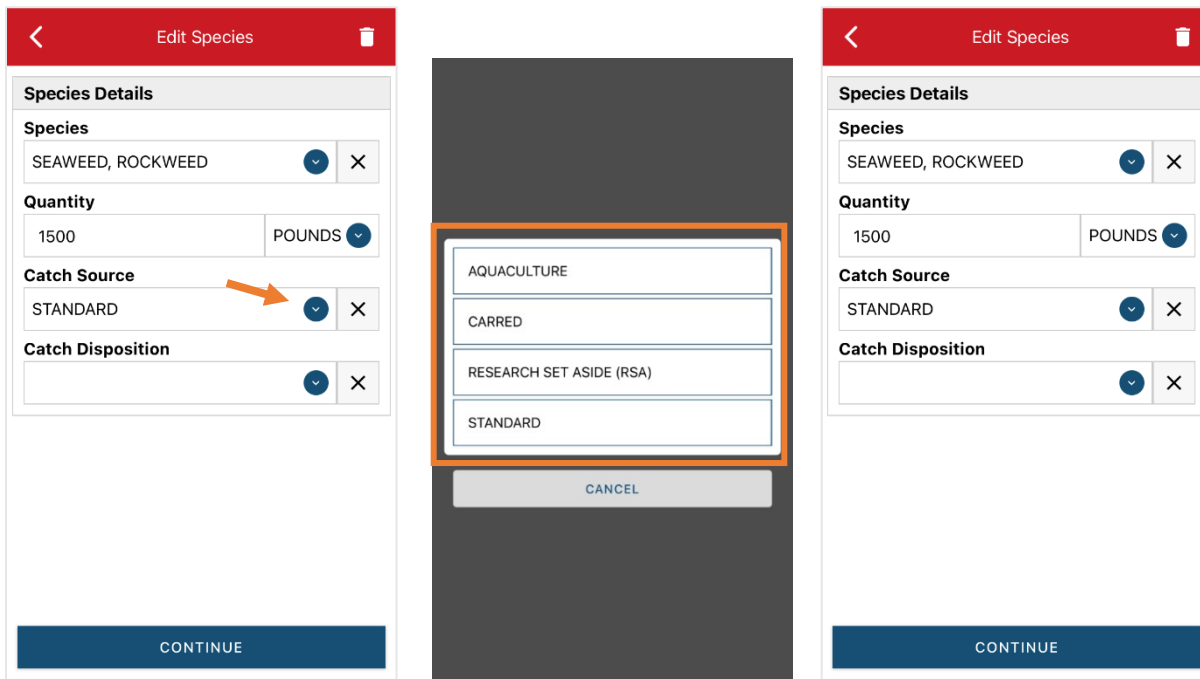 Edit Species
Species Details
Species
SEAWEED, ROCKWEED
Quantity
1500 POUNDS
Catch Source
STANDARD
Catch Disposition
CONTINUE
AQUACULTURE
CARRED
RESEARCH SET ASIDE (RSA)
STANDARD
CANCEL
Edit Species
Species Details
Species
SEAWEED, ROCKWEED
Quantity
1500 POUNDS
Catch Source
STANDARD
Catch Disposition
CONTINUE